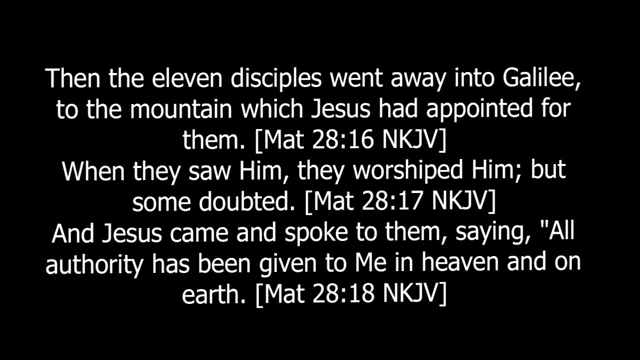 Then the eleven disciples went away into Galilee,
to the mountain which Jesus had appointed for
them. [Mat 28:16 NKJV]
When they saw Him, they worshiped Him; but
some doubted. [Mat 28:17 NKJV]
And Jesus came and spoke to them, saying, "All
authority has been given to Me in heaven and on
earth. [Mat 28:18 NKJV]